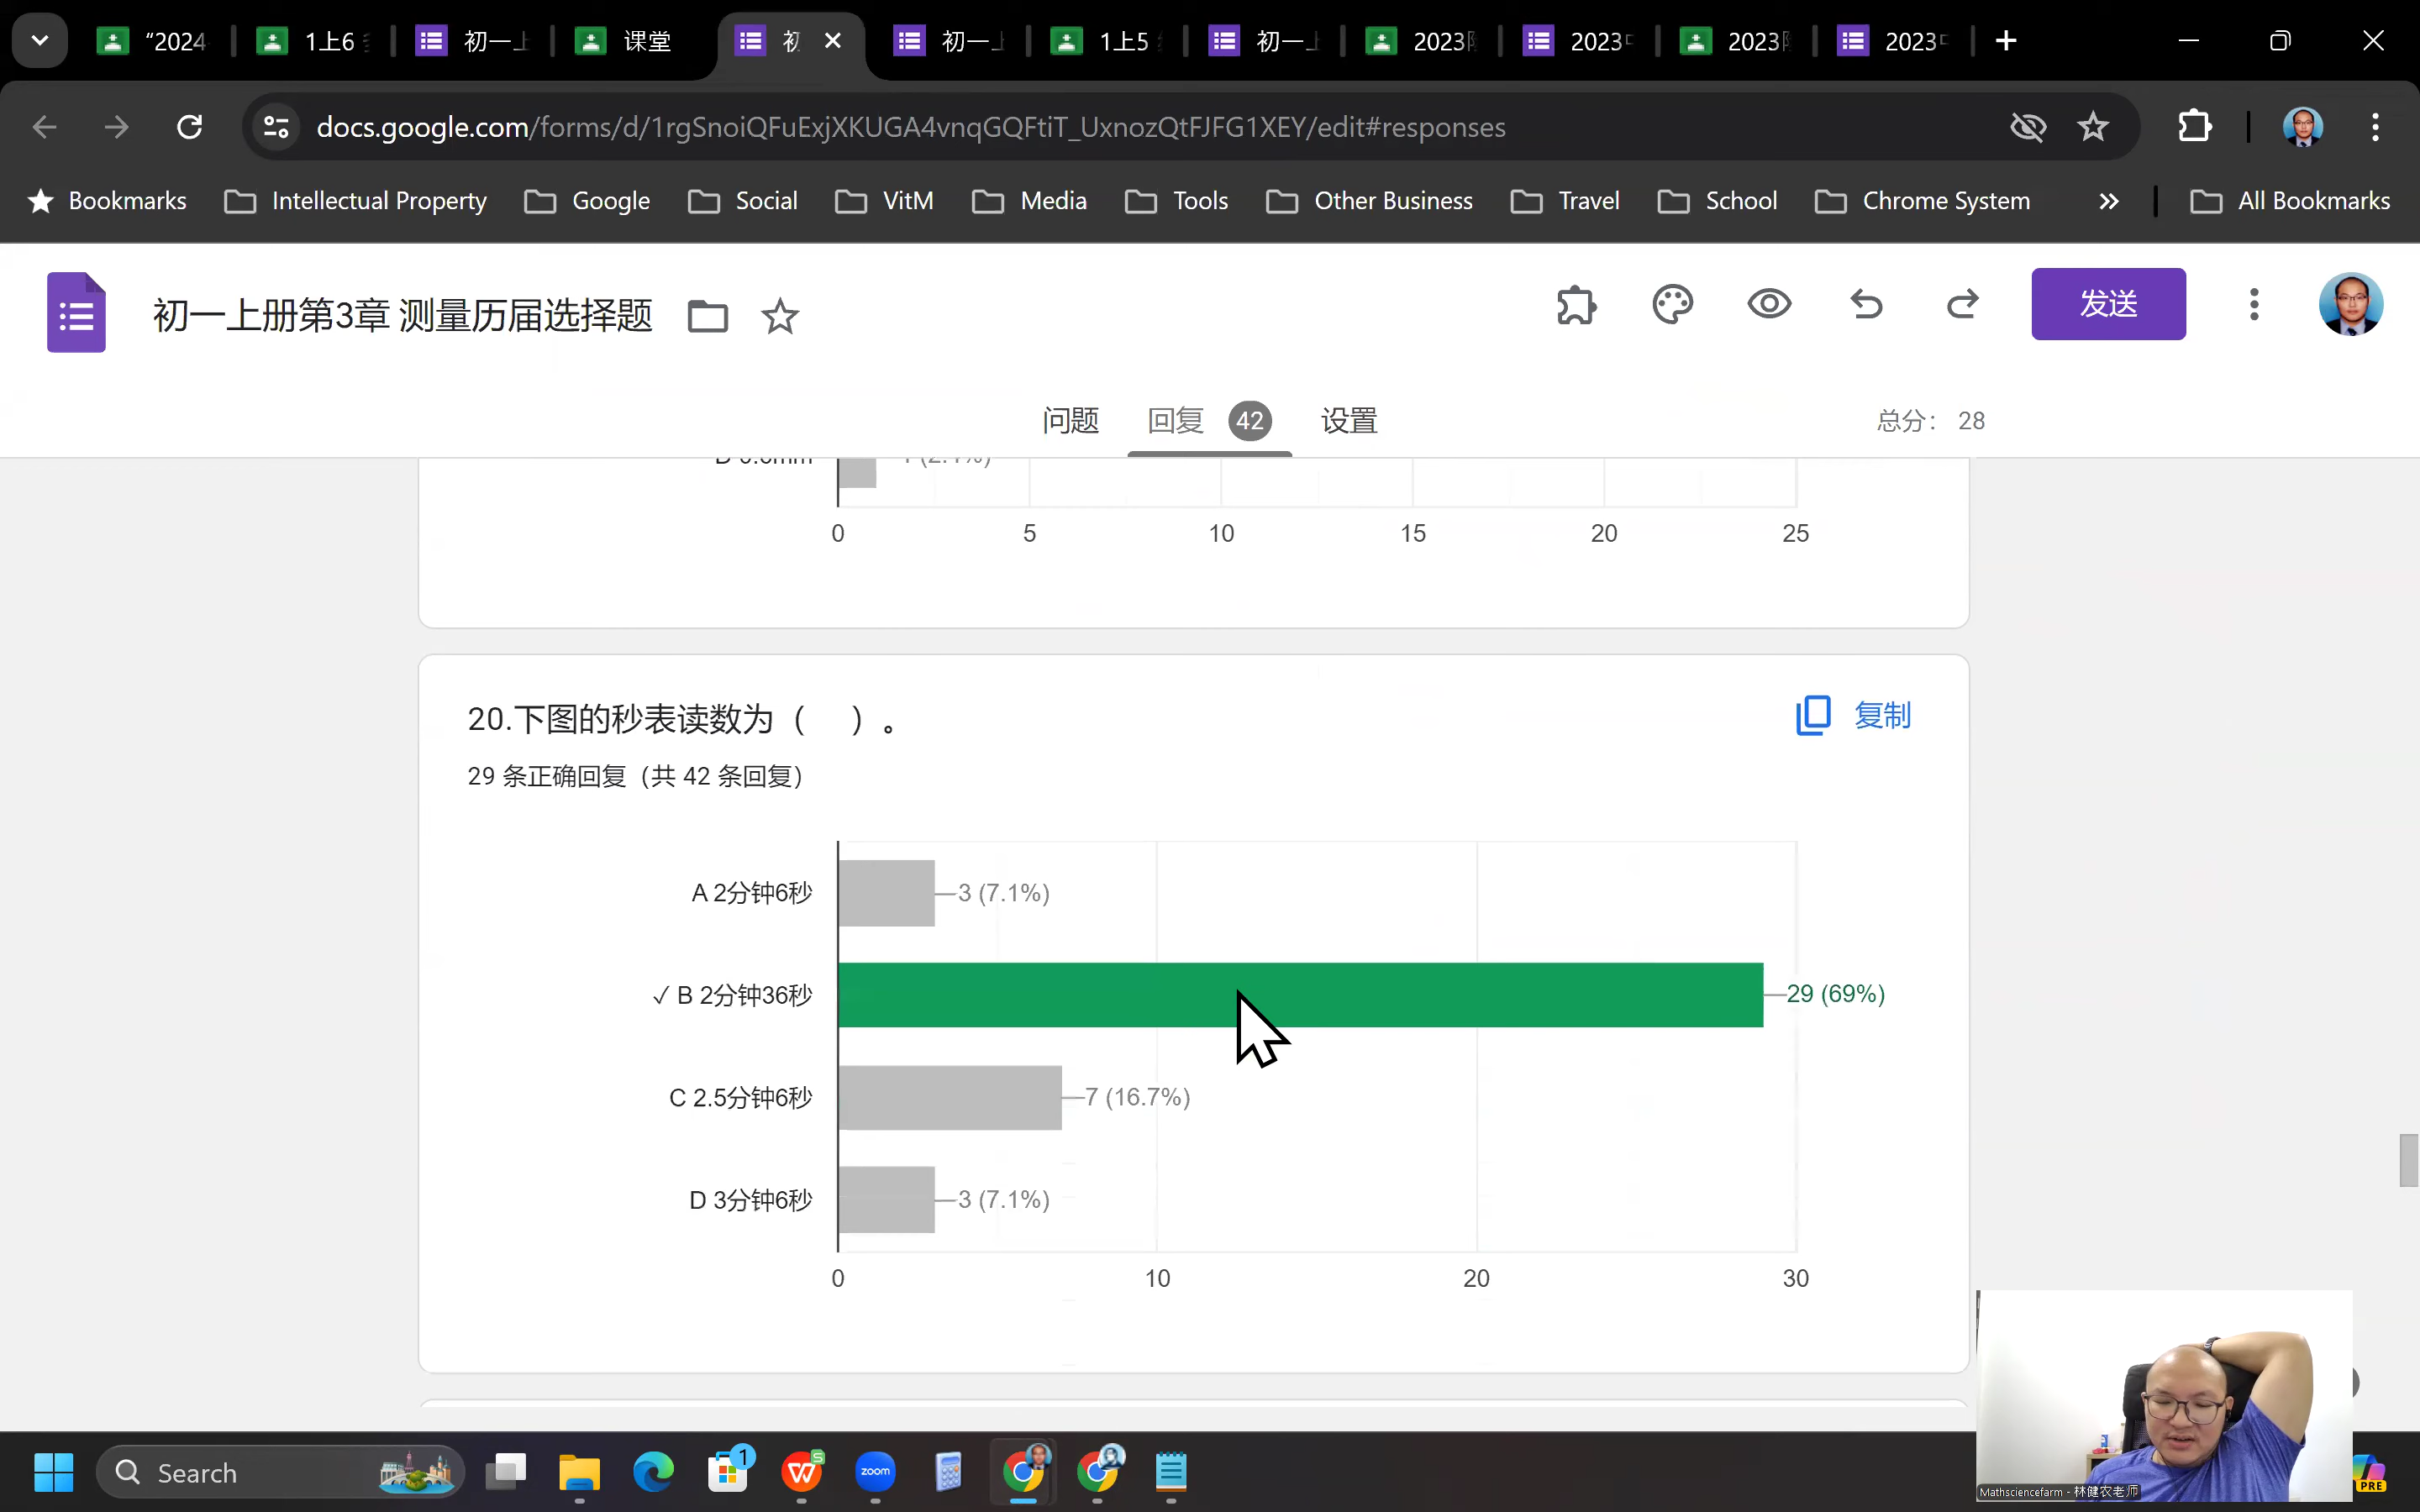 “2024
1上6
初一上
课堂
初
初一上
1上5
初一上
2023
2023
2023
2023
docs.google.com/forms/d/1rgSnoiQFuExjXKUGA4vnqGQFtiT_UxnozQtFJFG1XEY/edit#responses
Bookmarks
Intellectual Property
Google
Social
VitM
Media
Tools
Other Business
Travel
School
Chrome System
All Bookmarks
初一上册第3章 测量历届选择题
发送
问题
回复 42
设置
总分： 28
0 5 10 15 20 25
20.下图的秒表读数为（ ）。
复制
29 条正确回复（共 42 条回复）
A 2分钟6秒
3 (7.1%)
✓ B 2分钟36秒
29 (69%)
C 2.5分钟6秒
7 (16.7%)
D 3分钟6秒
3 (7.1%)
0 10 20 30
Search
1
S
zoom
PRE
Mathsciencefarm - 林健农老师